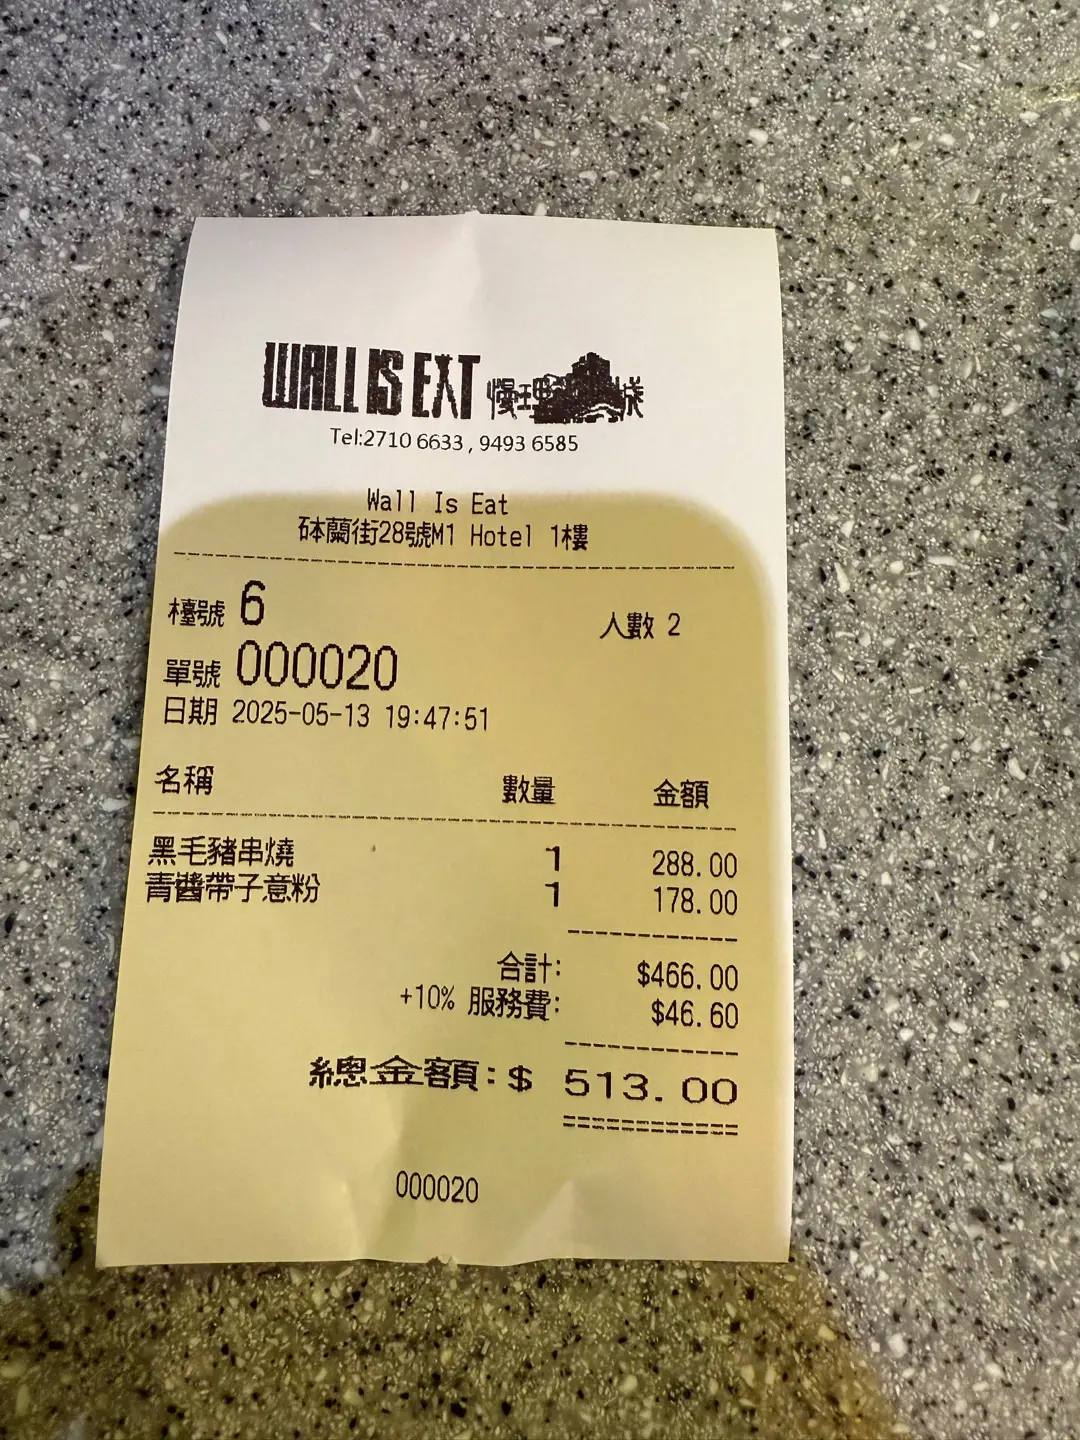 WALL IS EAT 慢理 城
Tel:2710 6633 , 9493 6585
Wall Is Eat
砵蘭街28號M1 Hotel 1樓
檯號 6
人數 2
單號 000020
日期 2025-05-13 19:47:51
名稱 數量 金額
黑毛豬串燒 1 288.00
青醬帶子意粉 1 178.00
合計: $466.00
+10% 服務費: $46.60
總金額:$ 513.00
000020